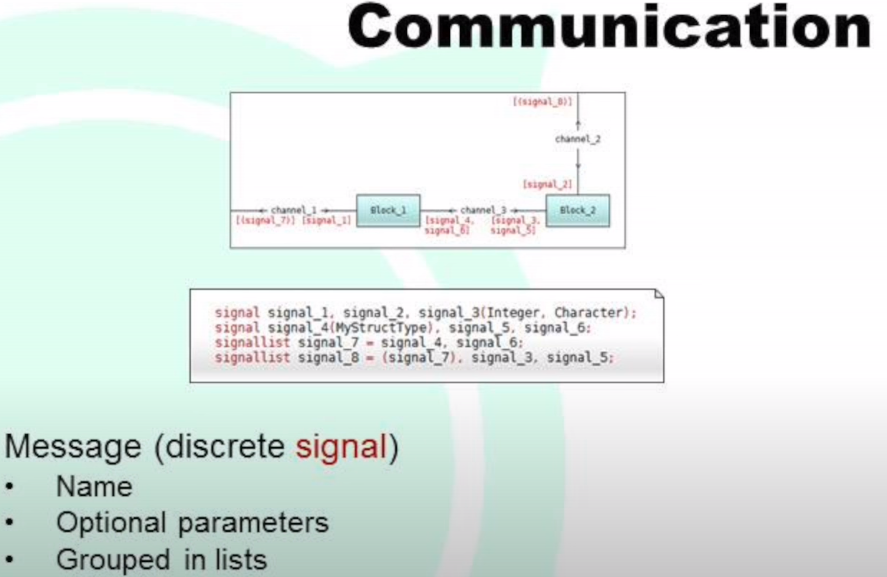 Communication
[(signal_8)]
channel_2
[signal_2]
channel_1
Block_1
channel_3
Block_2
[(signal_7)] [signal_1]
[signal_4,
signal_6]
[signal_3,
signal_5]
signal signal_1, signal_2, signal_3(Integer, Character);
signal signal_4(MyStructType), signal_5, signal_6;
signallist signal_7 = signal_4, signal_6;
signallist signal_8 = (signal_7), signal_3, signal_5;
Message (discrete signal)
• Name
• Optional parameters
• Grouped in lists